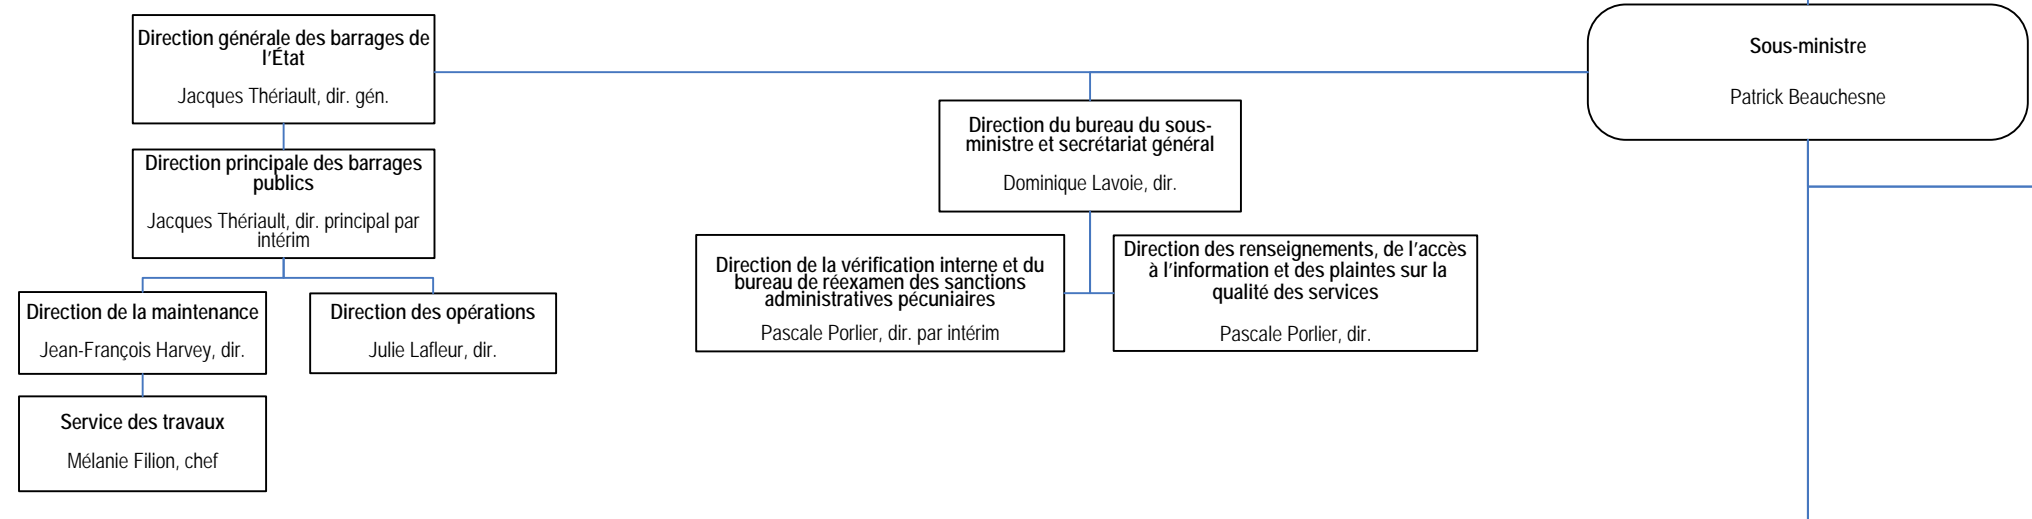 Direction générale des barrages de
l'État
Jacques Thériault, dir. gén.
Direction principale des barrages
publics
Jacques Thériault, dir. principal par
intérim
Direction de la maintenance
Jean-François Harvey, dir.
Direction des opérations
Julie Lafleur, dir.
Service des travaux
Mélanie Filion, chef
Direction du bureau du sous-
ministre et secrétariat général
Dominique Lavoie, dir.
Direction de la vérification interne et du
bureau de réexamen des sanctions
administratives pécuniaires
Pascale Porlier, dir. par intérim
Direction des renseignements, de l'accès
à l'information et des plaintes sur la
qualité des services
Pascale Porlier, dir.
Sous-ministre
Patrick Beauchesne